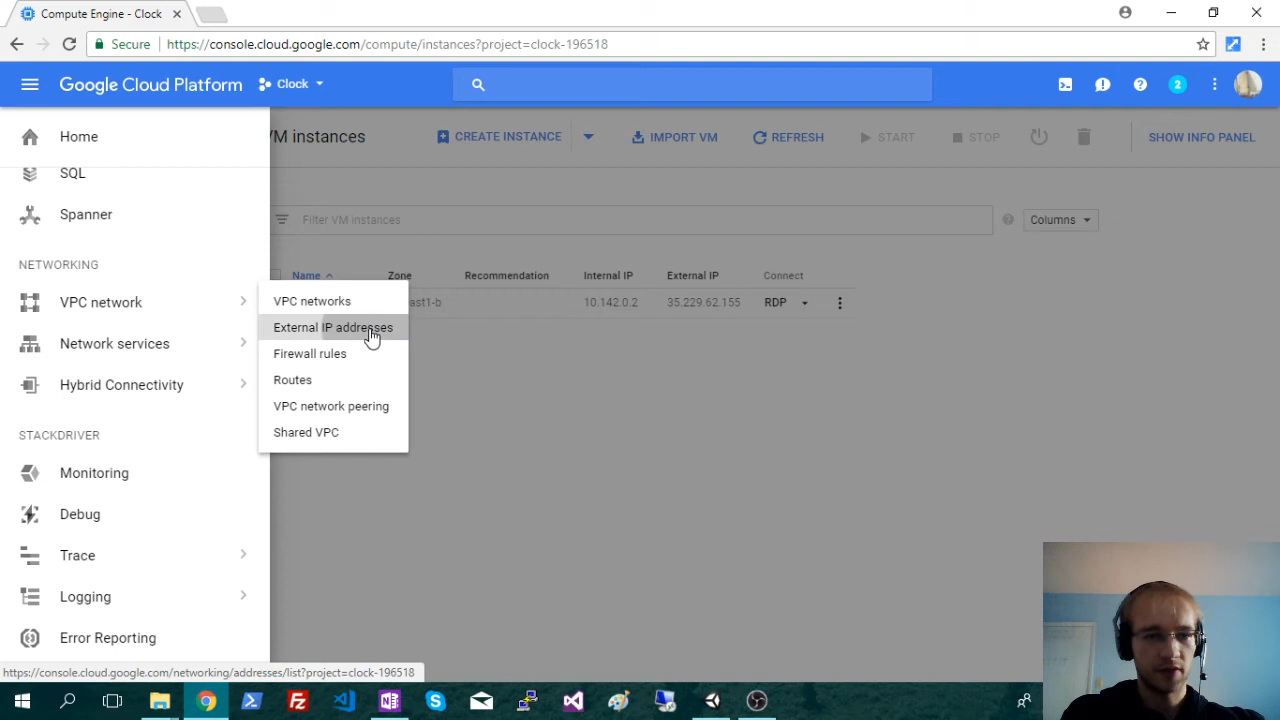 Compute Engine - Clock
Secure https://console.cloud.google.com/compute/instances?project=clock-196518
Google Cloud Platform Clock 2
Home
VM instances CREATE INSTANCE IMPORT VM REFRESH START STOP SHOW INFO PANEL
SQL
Spanner
Filter VM instances Columns
NETWORKING
Name Zone Recommendation Internal IP External IP Connect
VPC network
ast1-b 10.142.0.2 35.229.62.155 RDP
VPC networks
External IP addresses
Network services
Firewall rules
Routes
Hybrid Connectivity
VPC network peering
Shared VPC
STACKDRIVER
Monitoring
Debug
Trace
Logging
Error Reporting
https://console.cloud.google.com/networking/addresses/list?project=clock-196518